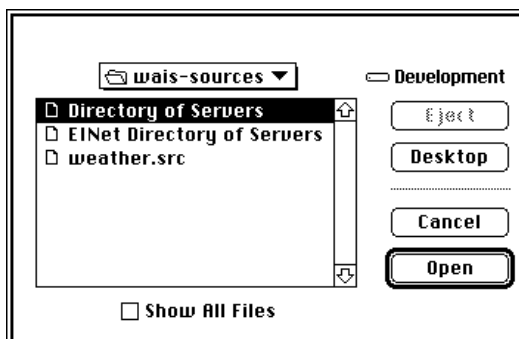 wais-sources
Development
Directory of Servers
EINet Directory of Servers
weather.src
Eject
Desktop
Cancel
Open
Show All Files